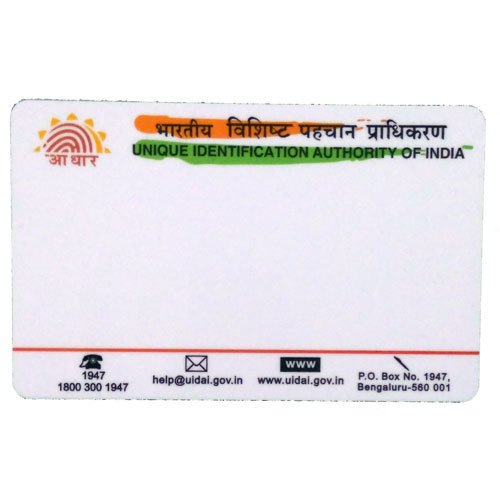 भारतीय विशिष्ट पहचान प्राधिकरण
UNIQUE IDENTIFICATION AUTHORITY OF INDIA
आधार
1947
1800 300 1947
help@uidai.gov.in
WWW
www.uidai.gov.in
P.O. Box No. 1947,
Bengaluru-560 001